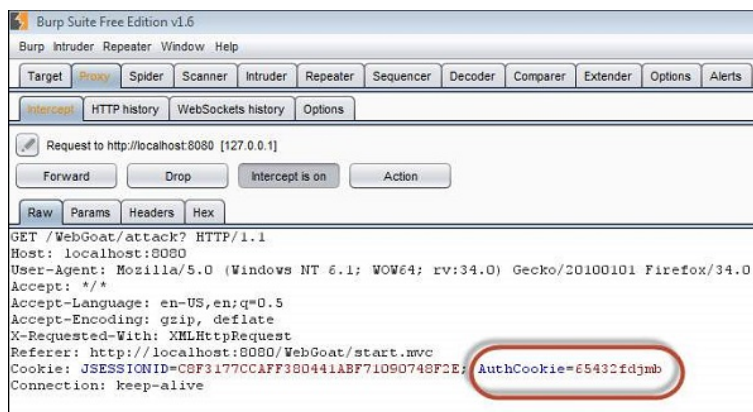 Burp Suite Free Edition v1.6
Burp Intruder Repeater Window Help
Target Proxy Spider Scanner Intruder Repeater Sequencer Decoder Comparer Extender Options Alerts
Intercept HTTP history WebSockets history Options
Request to http://localhost:8080 [127.0.0.1]
Forward Drop Intercept is on Action
Raw Params Headers Hex
GET /WebGoat/attack? HTTP/1.1
Host: localhost:8080
User-Agent: Mozilla/5.0 (Windows NT 6.1; WOW64; rv:34.0) Gecko/20100101 Firefox/34.0
Accept: */*
Accept-Language: en-US,en;q=0.5
Accept-Encoding: gzip, deflate
X-Requested-With: XMLHttpRequest
Referer: http://localhost:8080/WebGoat/start.mvc
Cookie: JSESSIONID=C8F3177CCAFF380441ABF71090748F2E; AuthCookie=65432fdjmb
Connection: keep-alive